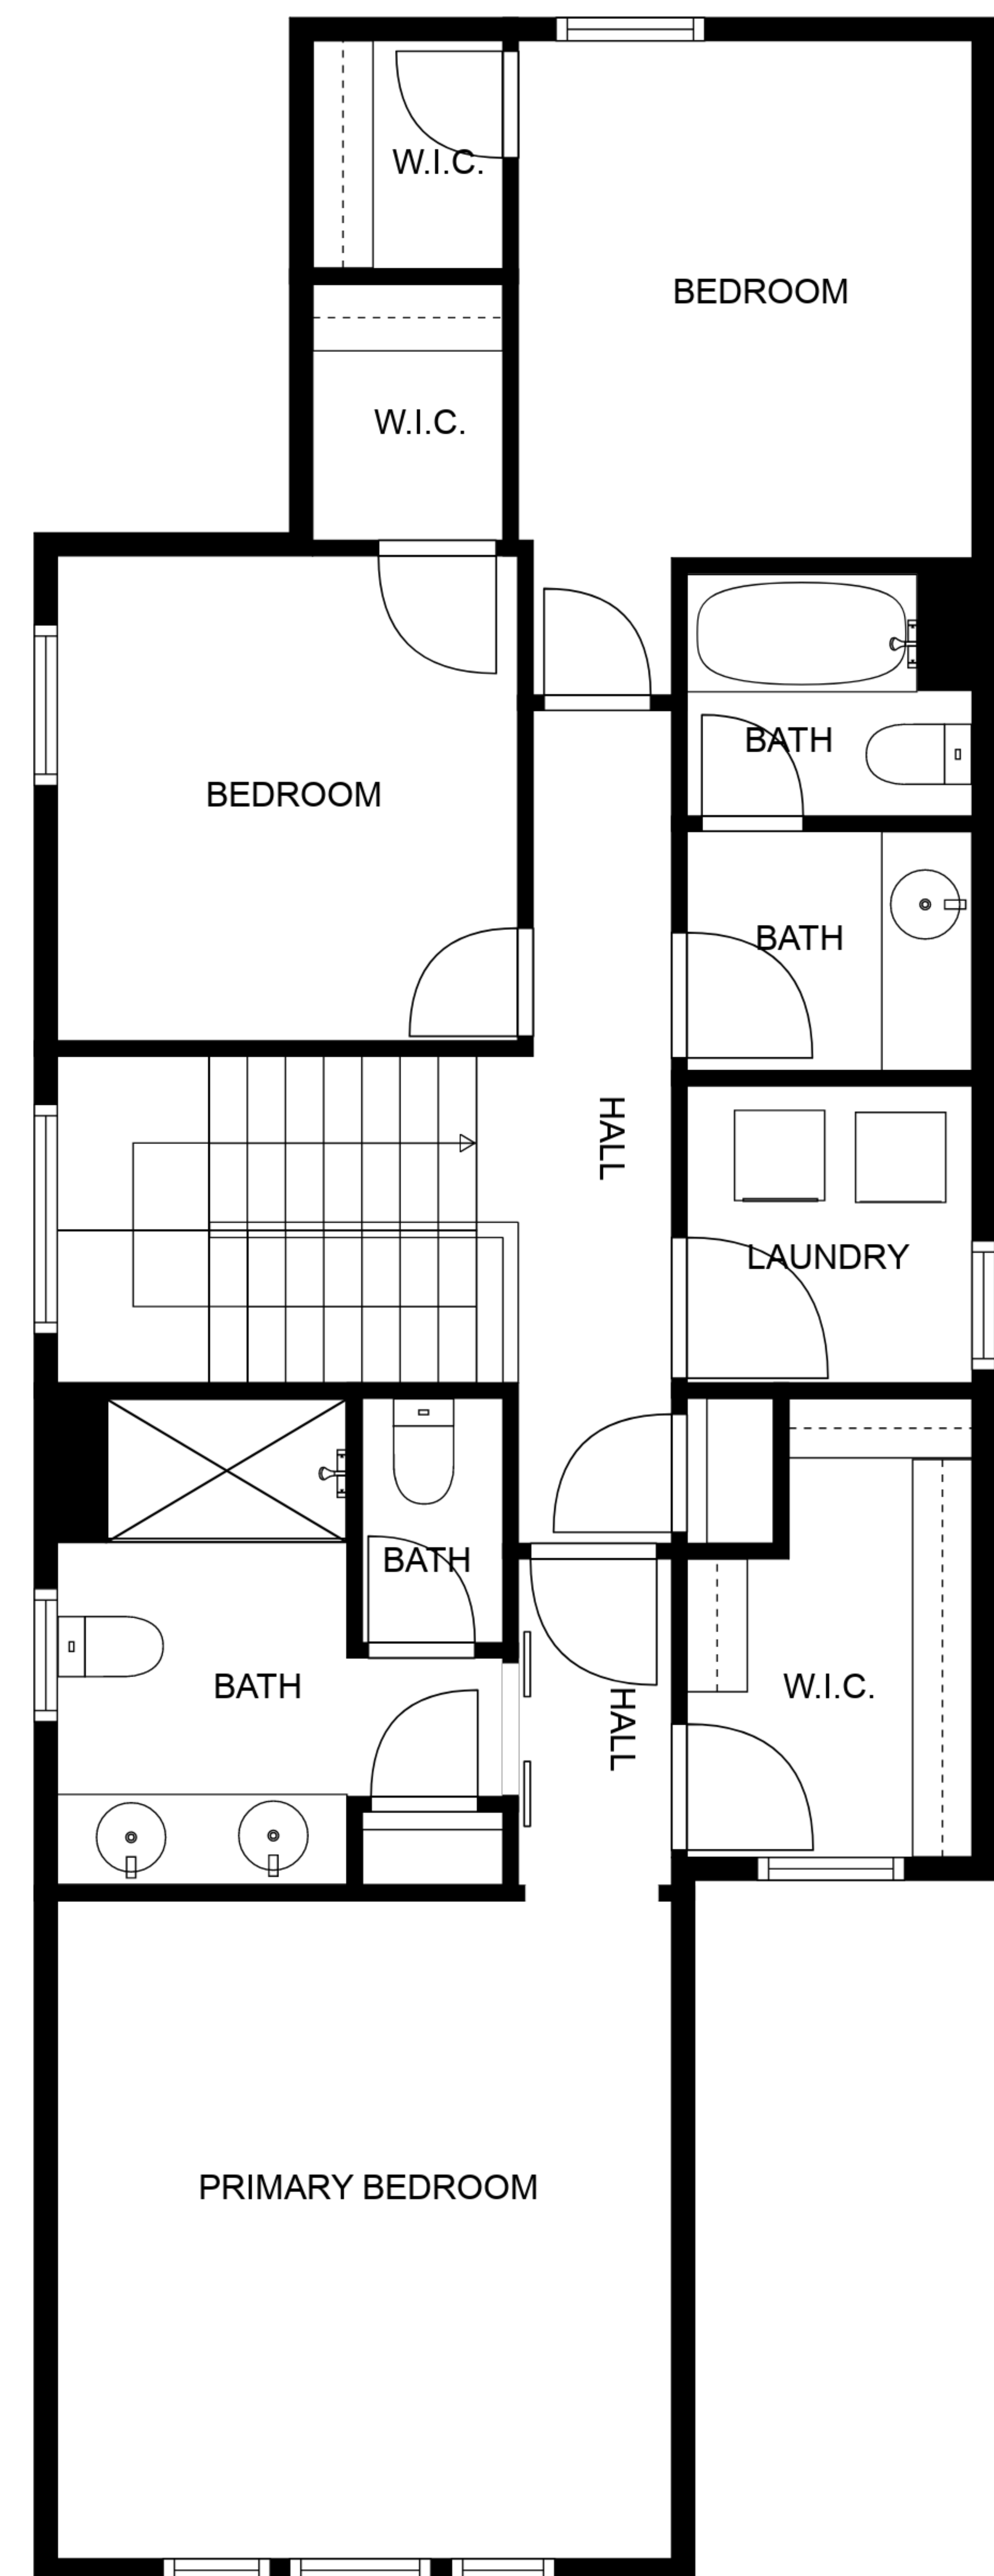 W.I.C.
BEDROOM
W.I.C.
BATH
BEDROOM
BATH
HALL
LAUNDRY
BATH
BATH
W.I.C.
HALL
PRIMARY BEDROOM